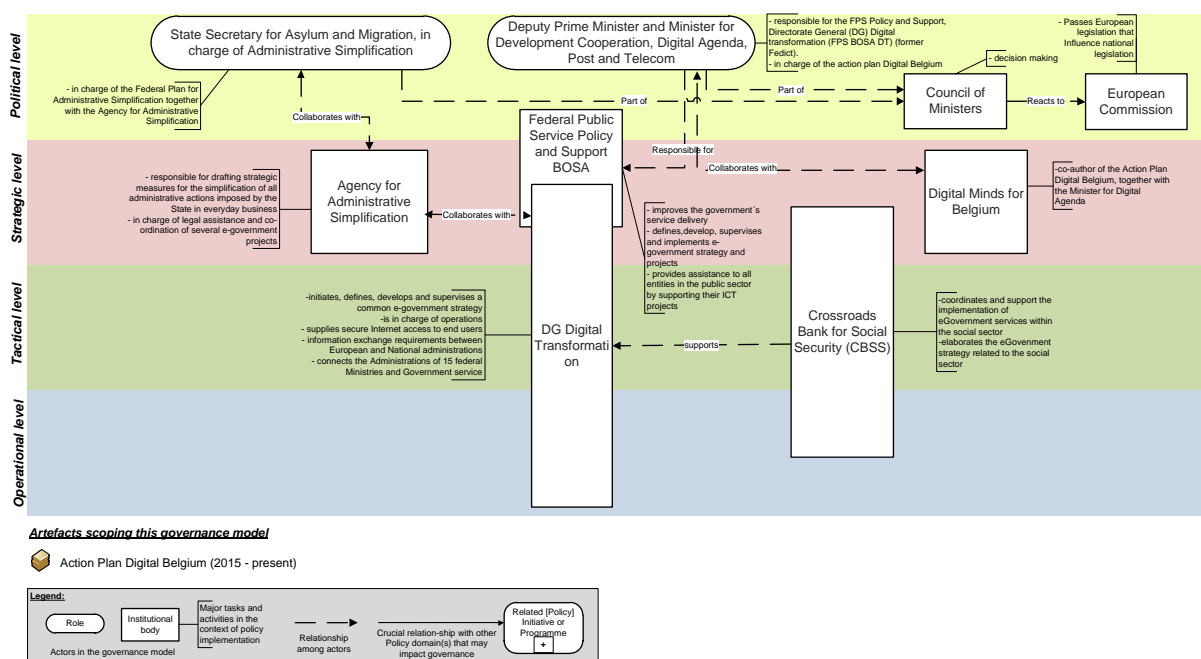 Political level
State Secretary for Asylum and Migration, in
charge of Administrative Simplification
Deputy Prime Minister and Minister for
Development Cooperation, Digital Agenda,
Post and Telecom
- responsible for the FPS Policy and Support,
Directorate General (DG) Digital
transformation (FPS BOSA DT) (former
Fedict).
- in charge of the action plan Digital Belgium
- Passes European
legislation that
Influence national
legislation
- decision making
- in charge of the Federal Plan for
Administrative Simplification together
with the Agency for Administrative
Simplification
Collaborates with
Part of
Part of
Council of
Ministers
Reacts to
European
Commission
Strategic level
Federal Public
Service Policy
and Support
BOSA
Responsible for
Collaborates with
- responsible for drafting strategic
measures for the simplification of all
administrative actions imposed by the
State in everyday business
- in charge of legal assistance and co-
ordination of several e-government
projects
Agency for
Administrative
Simplification
Collaborates with
- improves the government´s
service delivery
- defines,develop, supervises
and implements e-
government strategy and
projects
- provides assistance to all
entities in the public sector
by supporting their ICT
projects
Digital Minds for
Belgium
-co-author of the Action Plan
Digital Belgium, together with
the Minister for Digital
Agenda
Tactical level
-initiates, defines, develops and supervises a
common e-government strategy
-is in charge of operations
- supplies secure Internet access to end users
- information exchange requirements between
European and National administrations
- connects the Administrations of 15 federal
Ministries and Government service
DG Digital
Transformati
on
supports
Crossroads
Bank for Social
Security (CBSS)
-coordinates and support the
implementation of
eGovernment services within
the social sector
-elaborates the eGovenment
strategy related to the social
sector
Operational level
Artefacts scoping this governance model
Action Plan Digital Belgium (2015 - present)
Legend:
Role
Institutional
body
Major tasks and
activities in the
context of policy
implementation
Actors in the governance model
Relationship
among actors
Crucial relation-ship with other
Policy domain(s) that may
impact governance
Related [Policy]
Initiative or
Programme
+